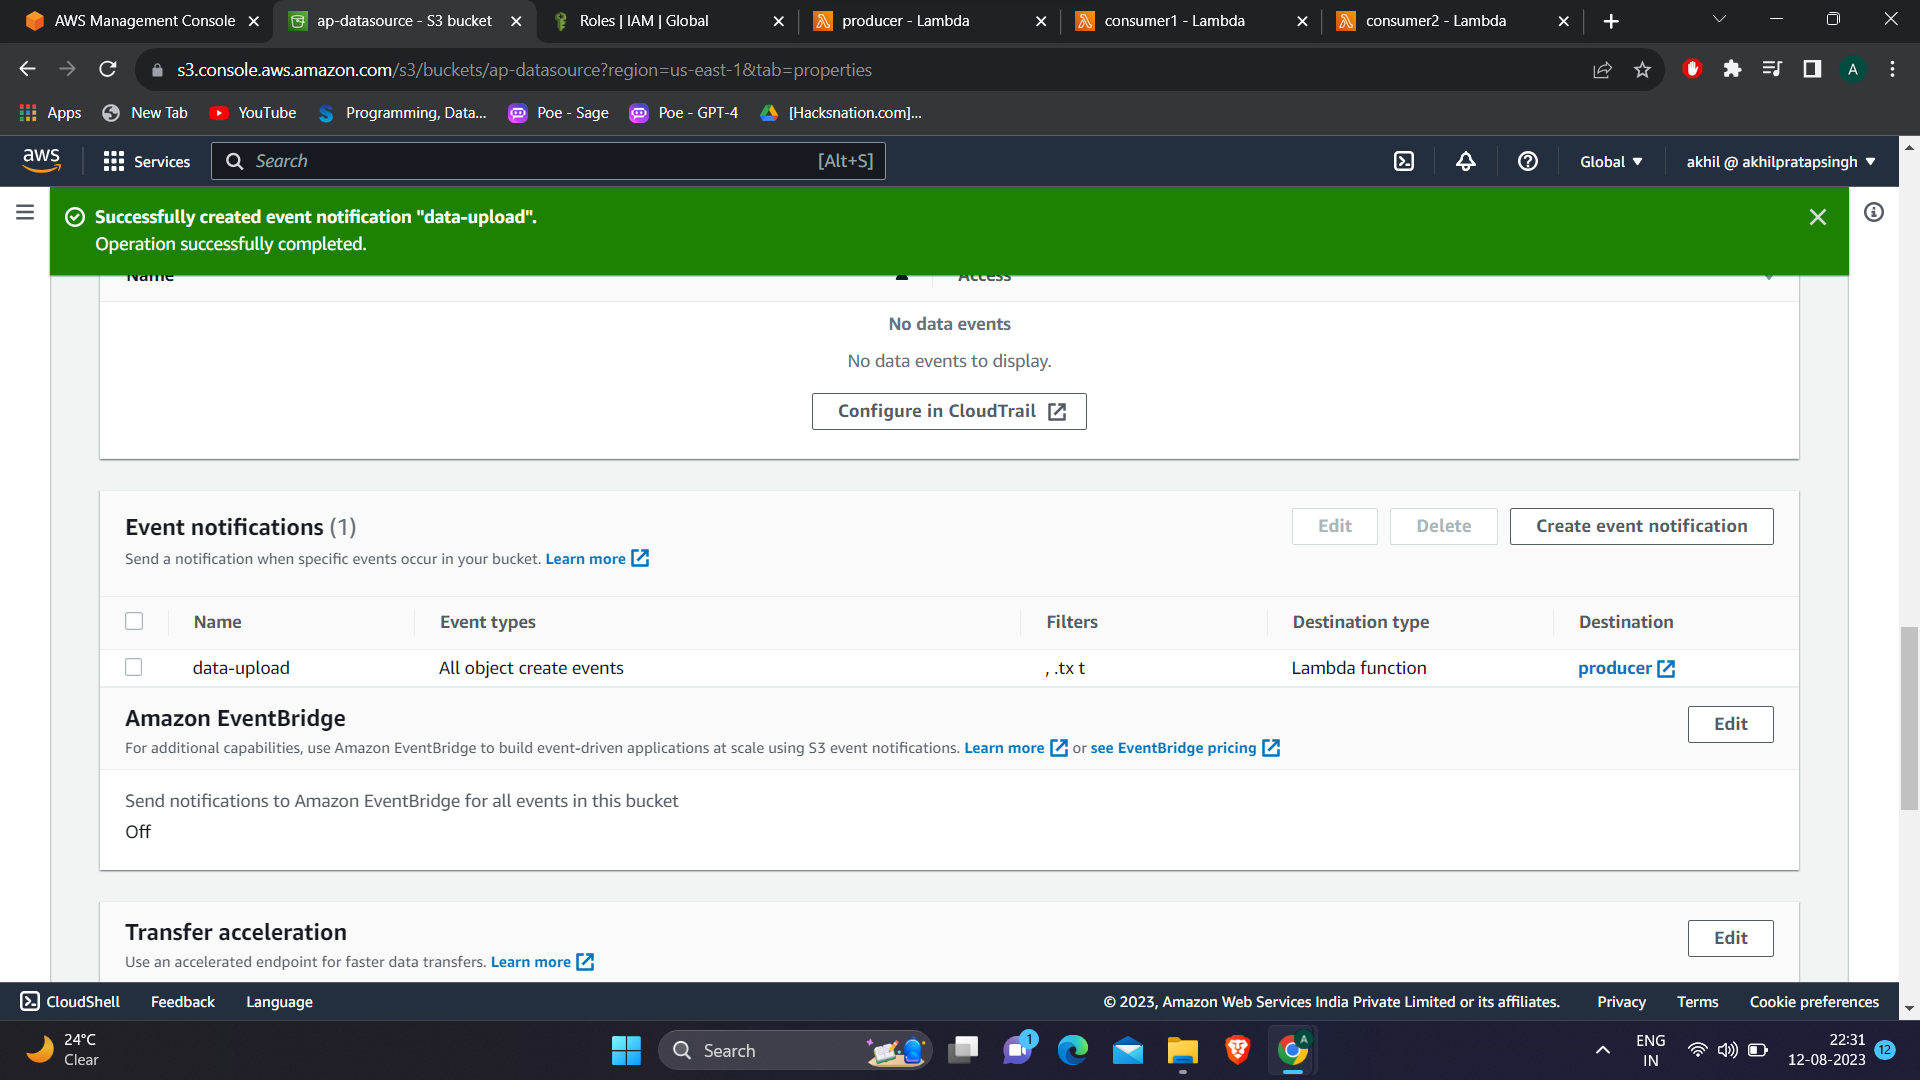 AWS Management Console
ap-datasource - S3 bucket
Roles | IAM | Global
producer - Lambda
consumer1 - Lambda
consumer2 - Lambda
s3.console.aws.amazon.com/s3/buckets/ap-datasource?region=us-east-1&tab=properties
A
Apps
New Tab
YouTube
Programming, Data...
Poe - Sage
Poe - GPT-4
[Hacksnation.com]...
aws
Services
Search
[Alt+S]
Global
akhil @ akhilpratapsingh
Successfully created event notification "data-upload".
Operation successfully completed.
Name
Access
No data events
No data events to display.
Configure in CloudTrail
Event notifications (1)
Edit
Delete
Create event notification
Send a notification when specific events occur in your bucket. Learn more
Name
Event types
Filters
Destination type
Destination
data-upload
All object create events
, .tx t
Lambda function
producer
Amazon EventBridge
Edit
For additional capabilities, use Amazon EventBridge to build event-driven applications at scale using S3 event notifications. Learn more or see EventBridge pricing
Send notifications to Amazon EventBridge for all events in this bucket
Off
Transfer acceleration
Edit
Use an accelerated endpoint for faster data transfers. Learn more
CloudShell
Feedback
Language
© 2023, Amazon Web Services India Private Limited or its affiliates.
Privacy
Terms
Cookie preferences
24°C
Clear
Search
1
A
ENG
IN
22:31
12-08-2023
12